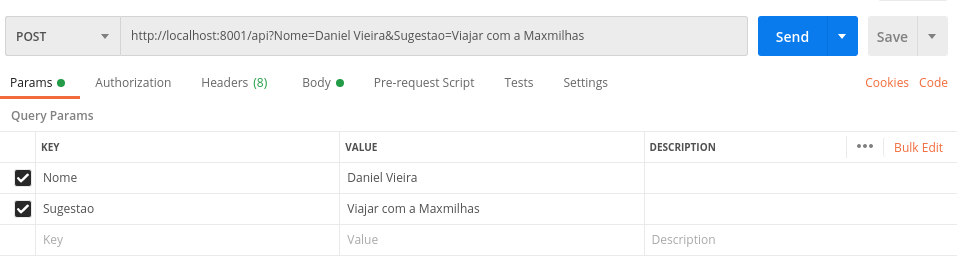 POST http://localhost:8001/api?Nome=Daniel Vieira&Sugestao=Viajar com a Maxmilhas Send Save
Params Authorization Headers (8) Body Pre-request Script Tests Settings Cookies Code
Query Params
KEY VALUE DESCRIPTION Bulk Edit
Nome Daniel Vieira
Sugestao Viajar com a Maxmilhas
Key Value Description